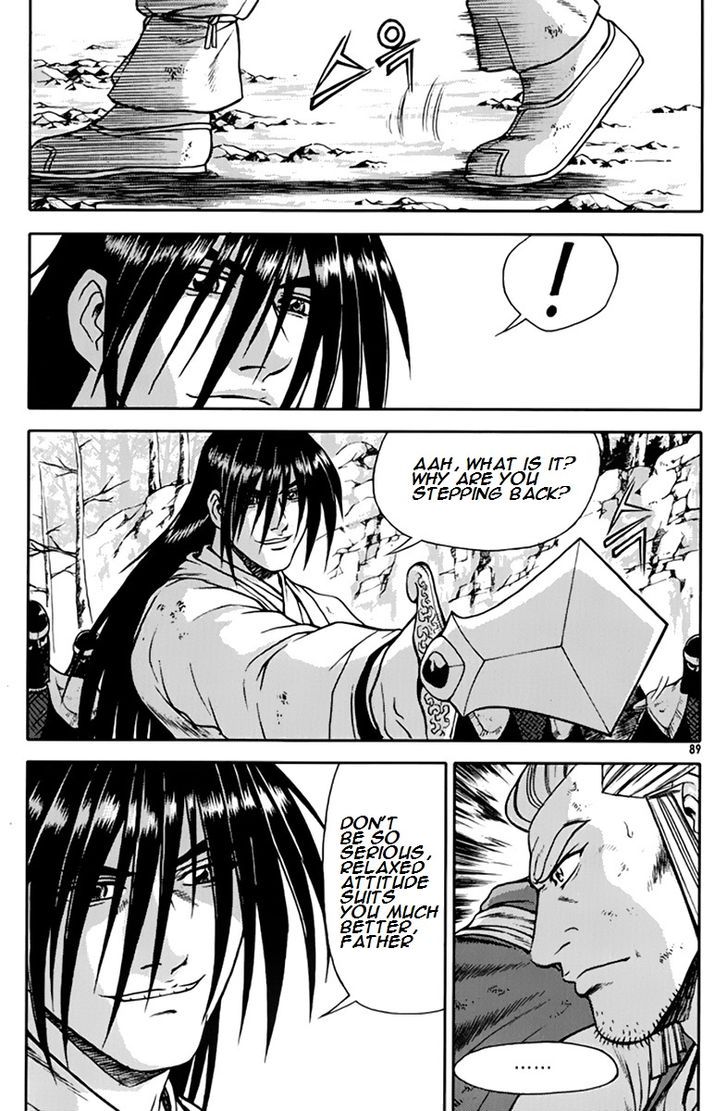 스윽
!
AAH, WHAT IS IT?
WHY ARE YOU
STEPPING BACK?
89
DON'T
BE SO
SERIOUS,
RELAXED
ATTITUDE
SUITS
YOU MUCH
BETTER,
FATHER
......